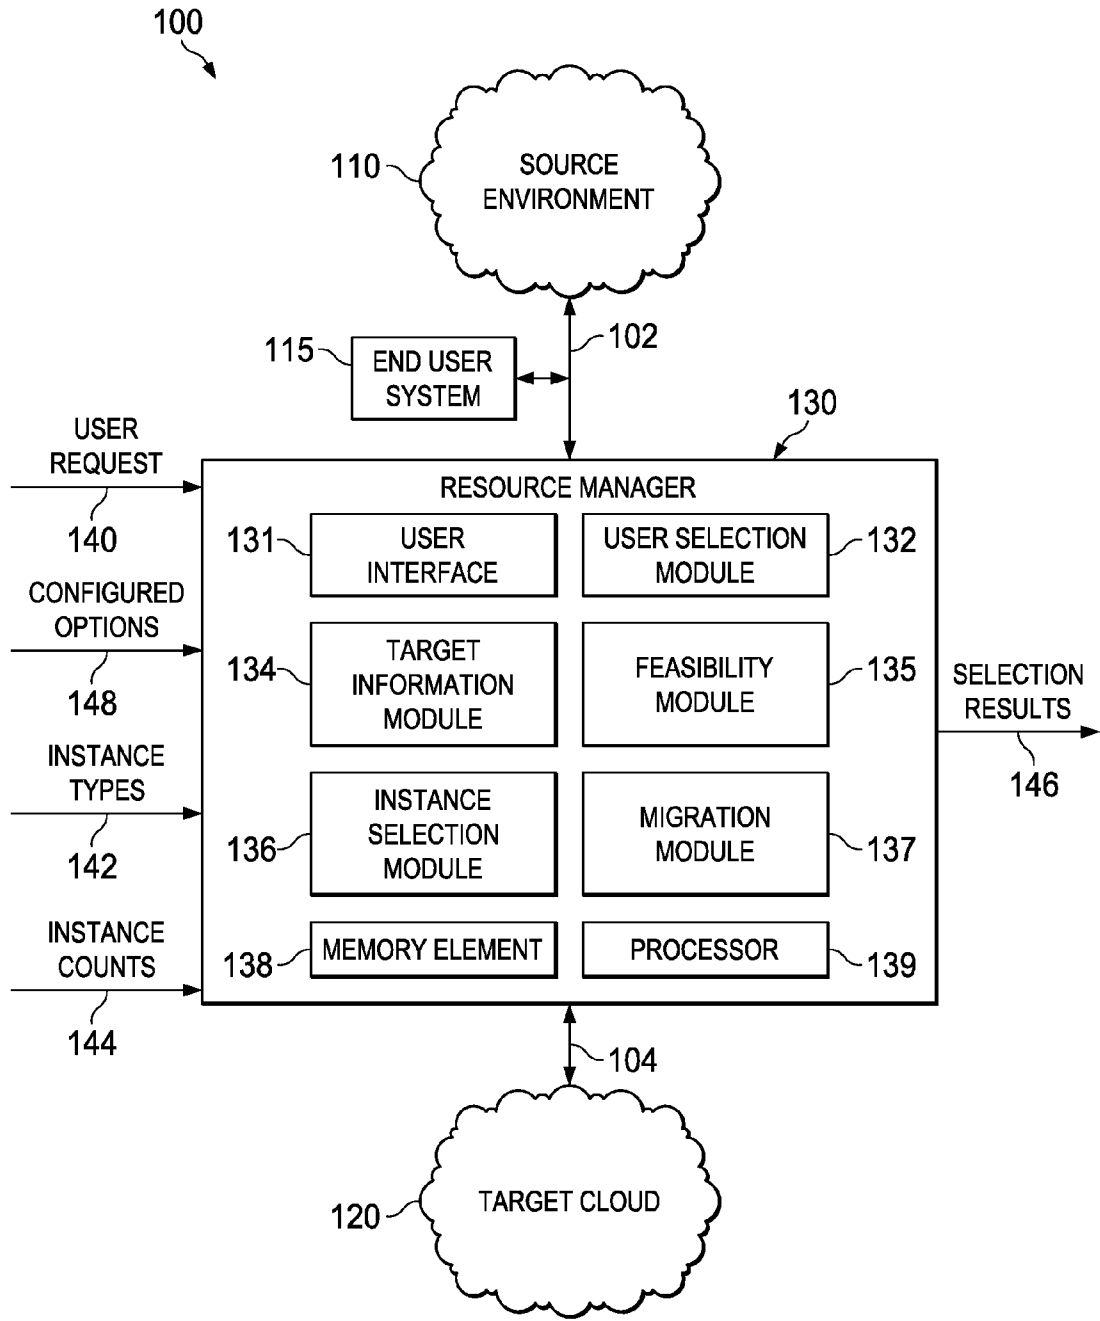 100
110
SOURCE
ENVIRONMENT
102
115
END USER
SYSTEM
130
USER
REQUEST
140
RESOURCE MANAGER
131
USER
INTERFACE
USER SELECTION
MODULE
132
CONFIGURED
OPTIONS
148
134
TARGET
INFORMATION
MODULE
FEASIBILITY
MODULE
135
SELECTION
RESULTS
146
INSTANCE
TYPES
142
136
INSTANCE
SELECTION
MODULE
MIGRATION
MODULE
137
INSTANCE
COUNTS
144
138
MEMORY ELEMENT
PROCESSOR
139
104
120
TARGET CLOUD